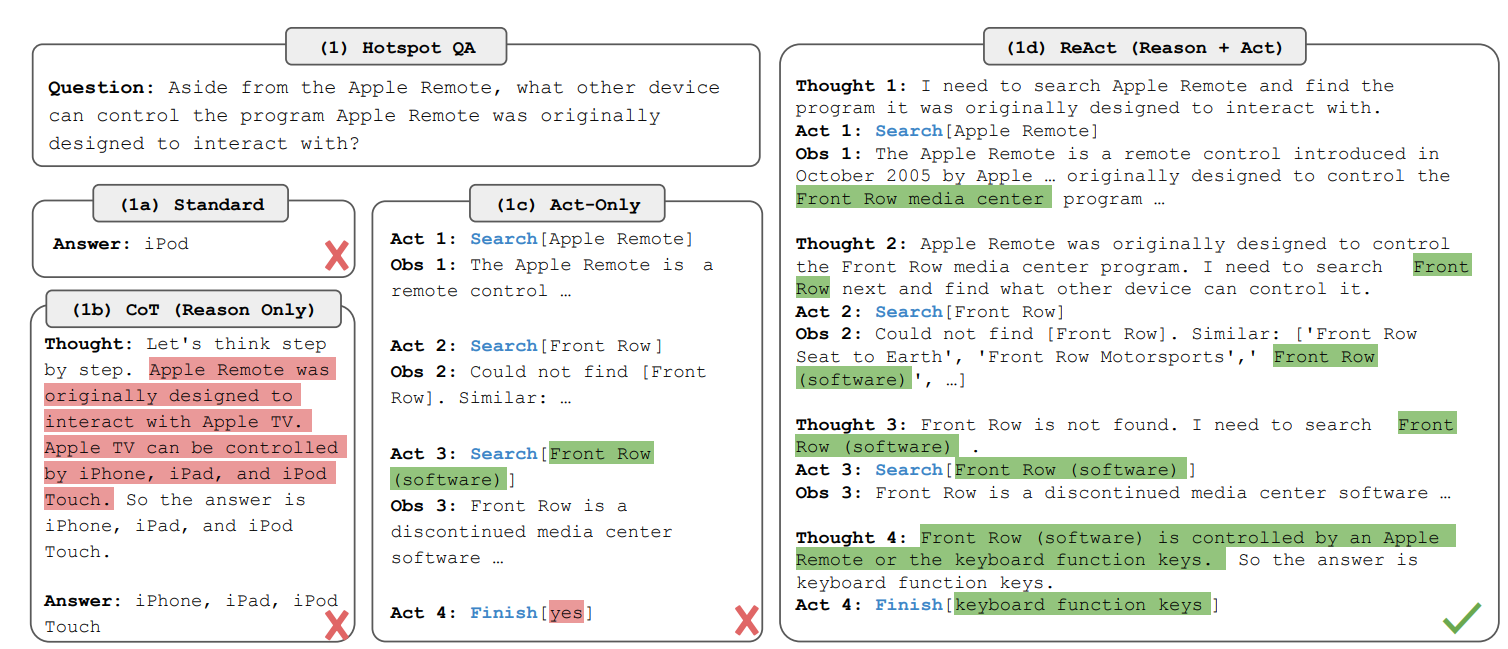 (1) Hotspot QA
Question: Aside from the Apple Remote, what other device
can control the program Apple Remote was originally
designed to interact with?
(1a) Standard
Answer: iPod
(1b) CoT (Reason Only)
Thought: Let's think step
by step. Apple Remote was
originally designed to
interact with Apple TV.
Apple TV can be controlled
by iPhone, iPad, and iPod
Touch. So the answer is
iPhone, iPad, and iPod
Touch.
Answer: iPhone, iPad, iPod
Touch
(1c) Act-Only
Act 1: Search[Apple Remote]
Obs 1: The Apple Remote is a
remote control …
Act 2: Search[Front Row]
Obs 2: Could not find [Front
Row]. Similar: …
Act 3: Search[Front Row
(software)]
Obs 3: Front Row is a
discontinued media center
software …
Act 4: Finish[yes]
(1d) ReAct (Reason + Act)
Thought 1: I need to search Apple Remote and find the
program it was originally designed to interact with.
Act 1: Search[Apple Remote]
Obs 1: The Apple Remote is a remote control introduced in
October 2005 by Apple … originally designed to control the
Front Row media center program …
Thought 2: Apple Remote was originally designed to control
the Front Row media center program. I need to search Front
Row next and find what other device can control it.
Act 2: Search[Front Row]
Obs 2: Could not find [Front Row]. Similar: ['Front Row
Seat to Earth', 'Front Row Motorsports',' Front Row
(software)', …]
Thought 3: Front Row is not found. I need to search Front
Row (software) .
Act 3: Search[Front Row (software) ]
Obs 3: Front Row is a discontinued media center software …
Thought 4: Front Row (software) is controlled by an Apple
Remote or the keyboard function keys. So the answer is
keyboard function keys.
Act 4: Finish[keyboard function keys ]